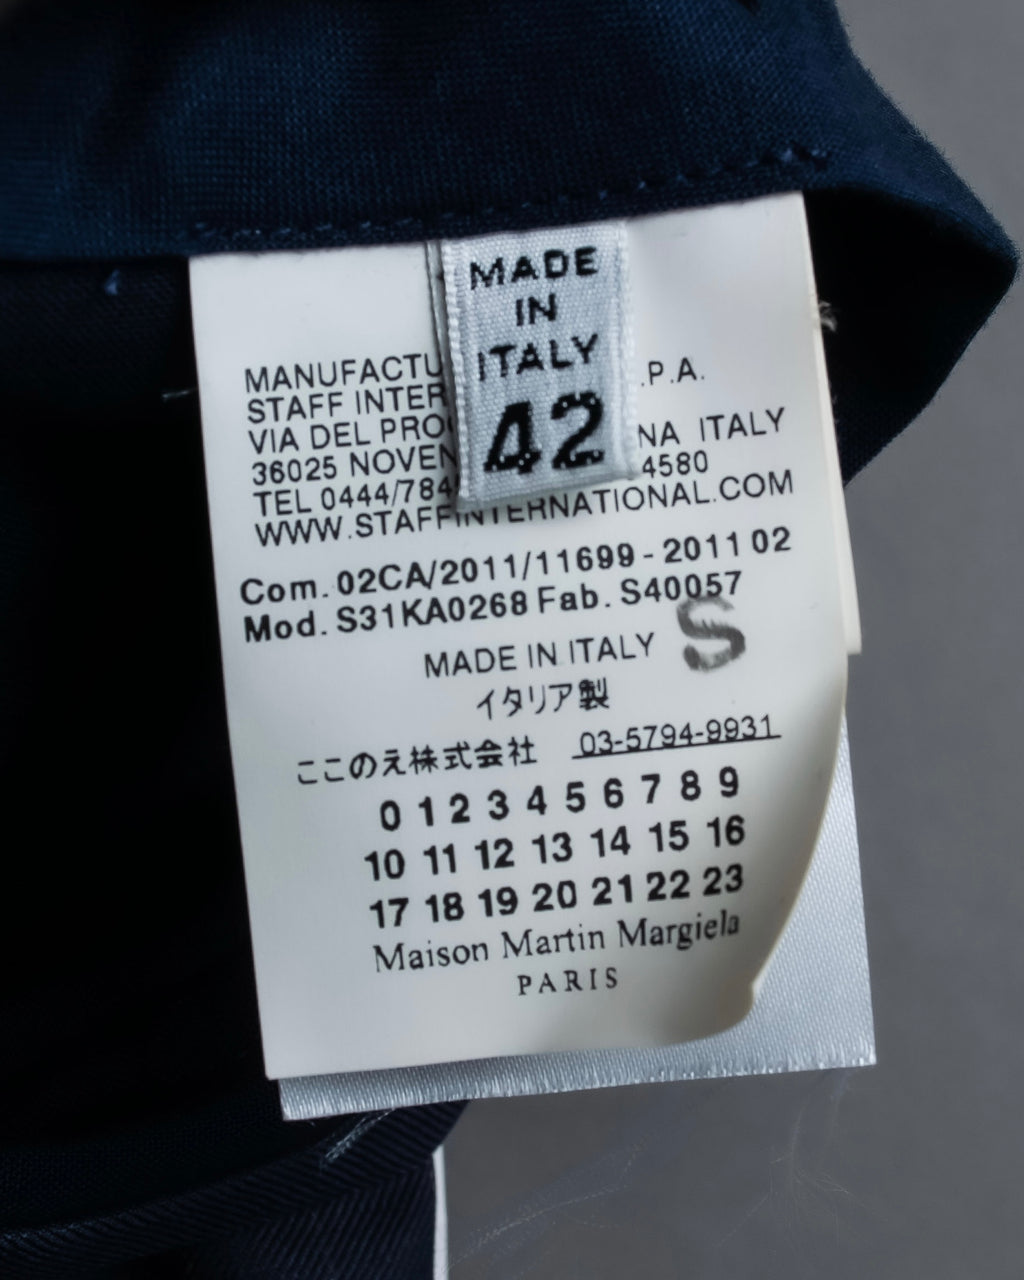 MADE
IN
ITALY
42
MANUFACTU .P.A.
STAFF INTER
VIA DEL PRO NA ITALY
36025 NOVEN 4580
TEL 0444/784
WWW.STAFFINTERNATIONAL.COM
Com. 02CA/2011/11699 - 2011 02
Mod. S31KA0268 Fab. S40057
S
MADE IN ITALY
イタリア製
ここのえ株式会社 03-5794-9931
0 1 2 3 4 5 6 7 8 9
10 11 12 13 14 15 16
17 18 19 20 21 22 23
Maison Martin Margiela
PARIS